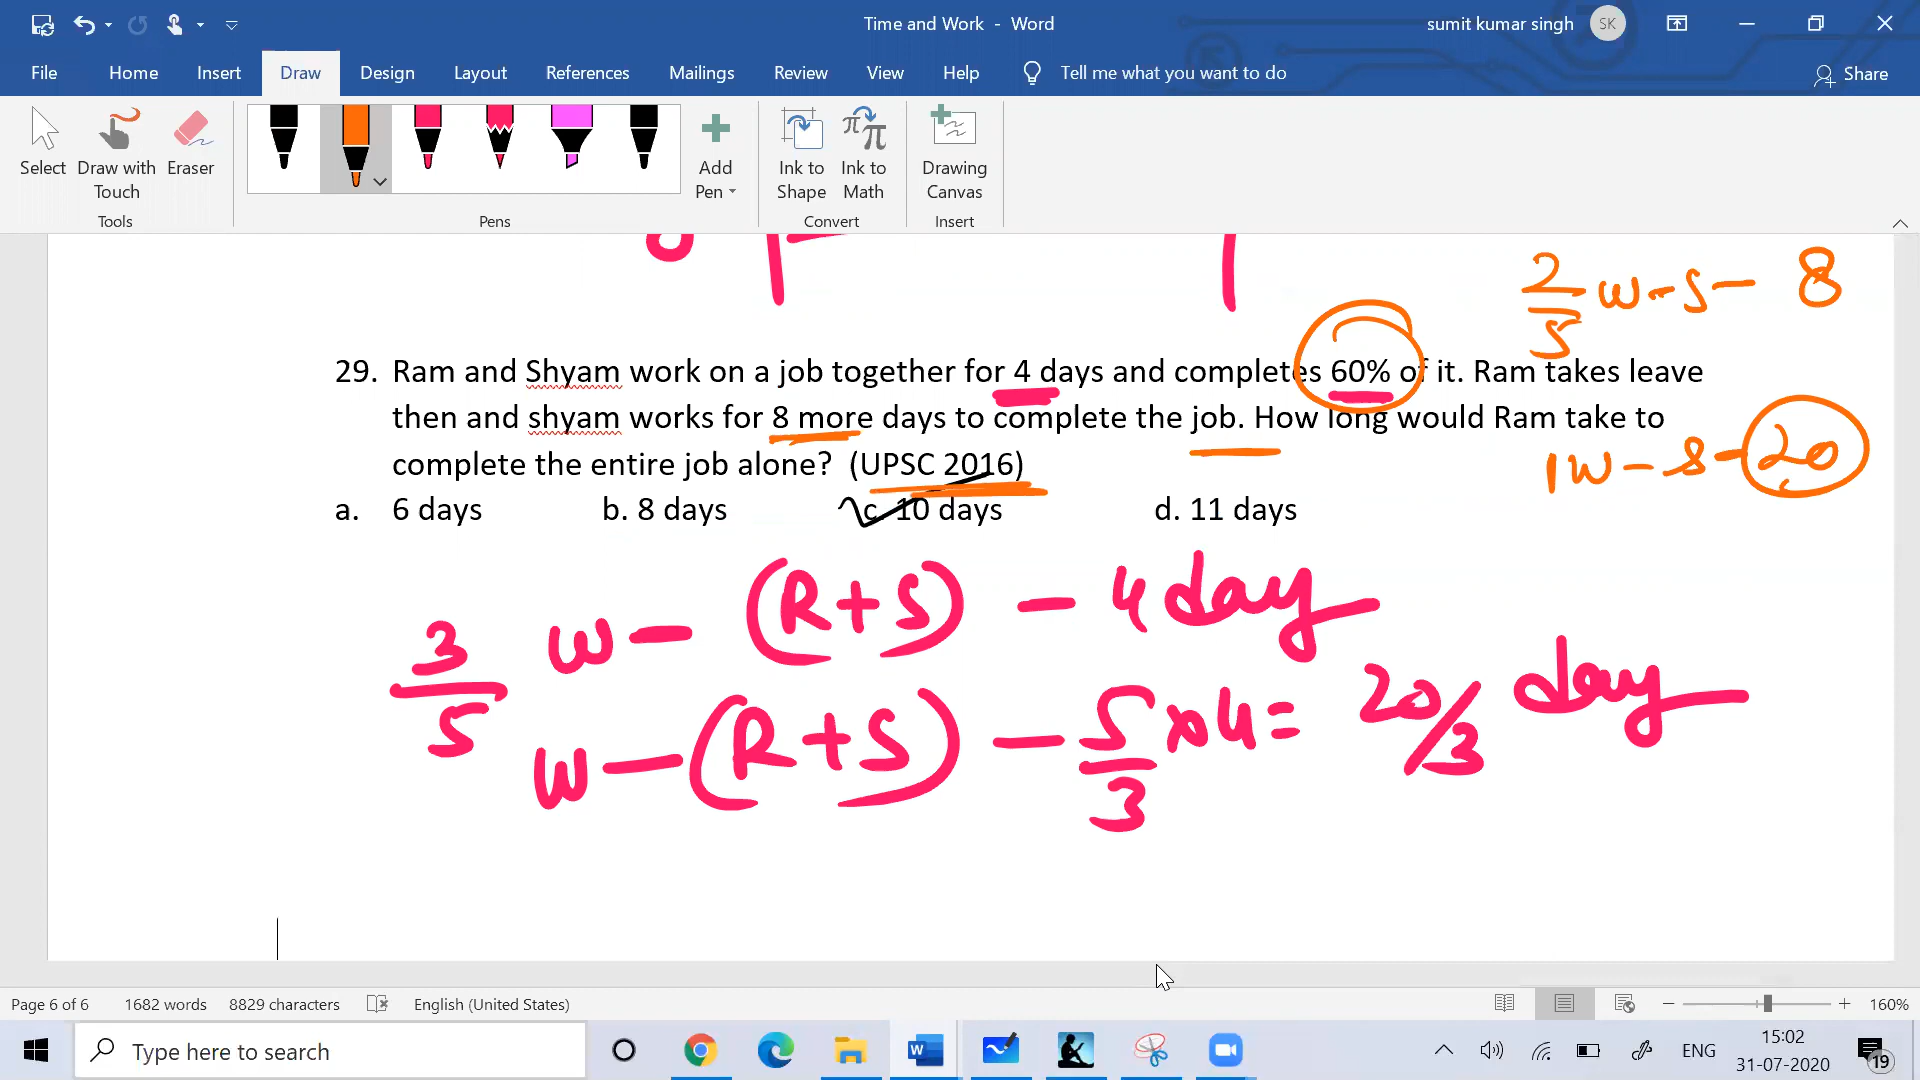 Time and Work - Word
sumit kumar singh
SK
File Home Insert Draw Design Layout References Mailings Review View Help Tell me what you want to do Share
Select
Draw with Touch
Eraser
Add Pen
Ink to Shape
Ink to Math
Drawing Canvas
Tools Pens Convert Insert
2/5 w - S - 8
29. Ram and Shyam work on a job together for 4 days and completes 60% of it. Ram takes leave
then and shyam works for 8 more days to complete the job. How long would Ram take to
complete the entire job alone? (UPSC 2016)
1W - S - 20
a. 6 days b. 8 days c. 10 days d. 11 days
3/5 w - (R+S) - 4 day
w - (R+S) - 5/3 x 4 = 20/3 day
Page 6 of 6 1682 words 8829 characters English (United States) 160%
Type here to search
ENG
15:02
31-07-2020
19